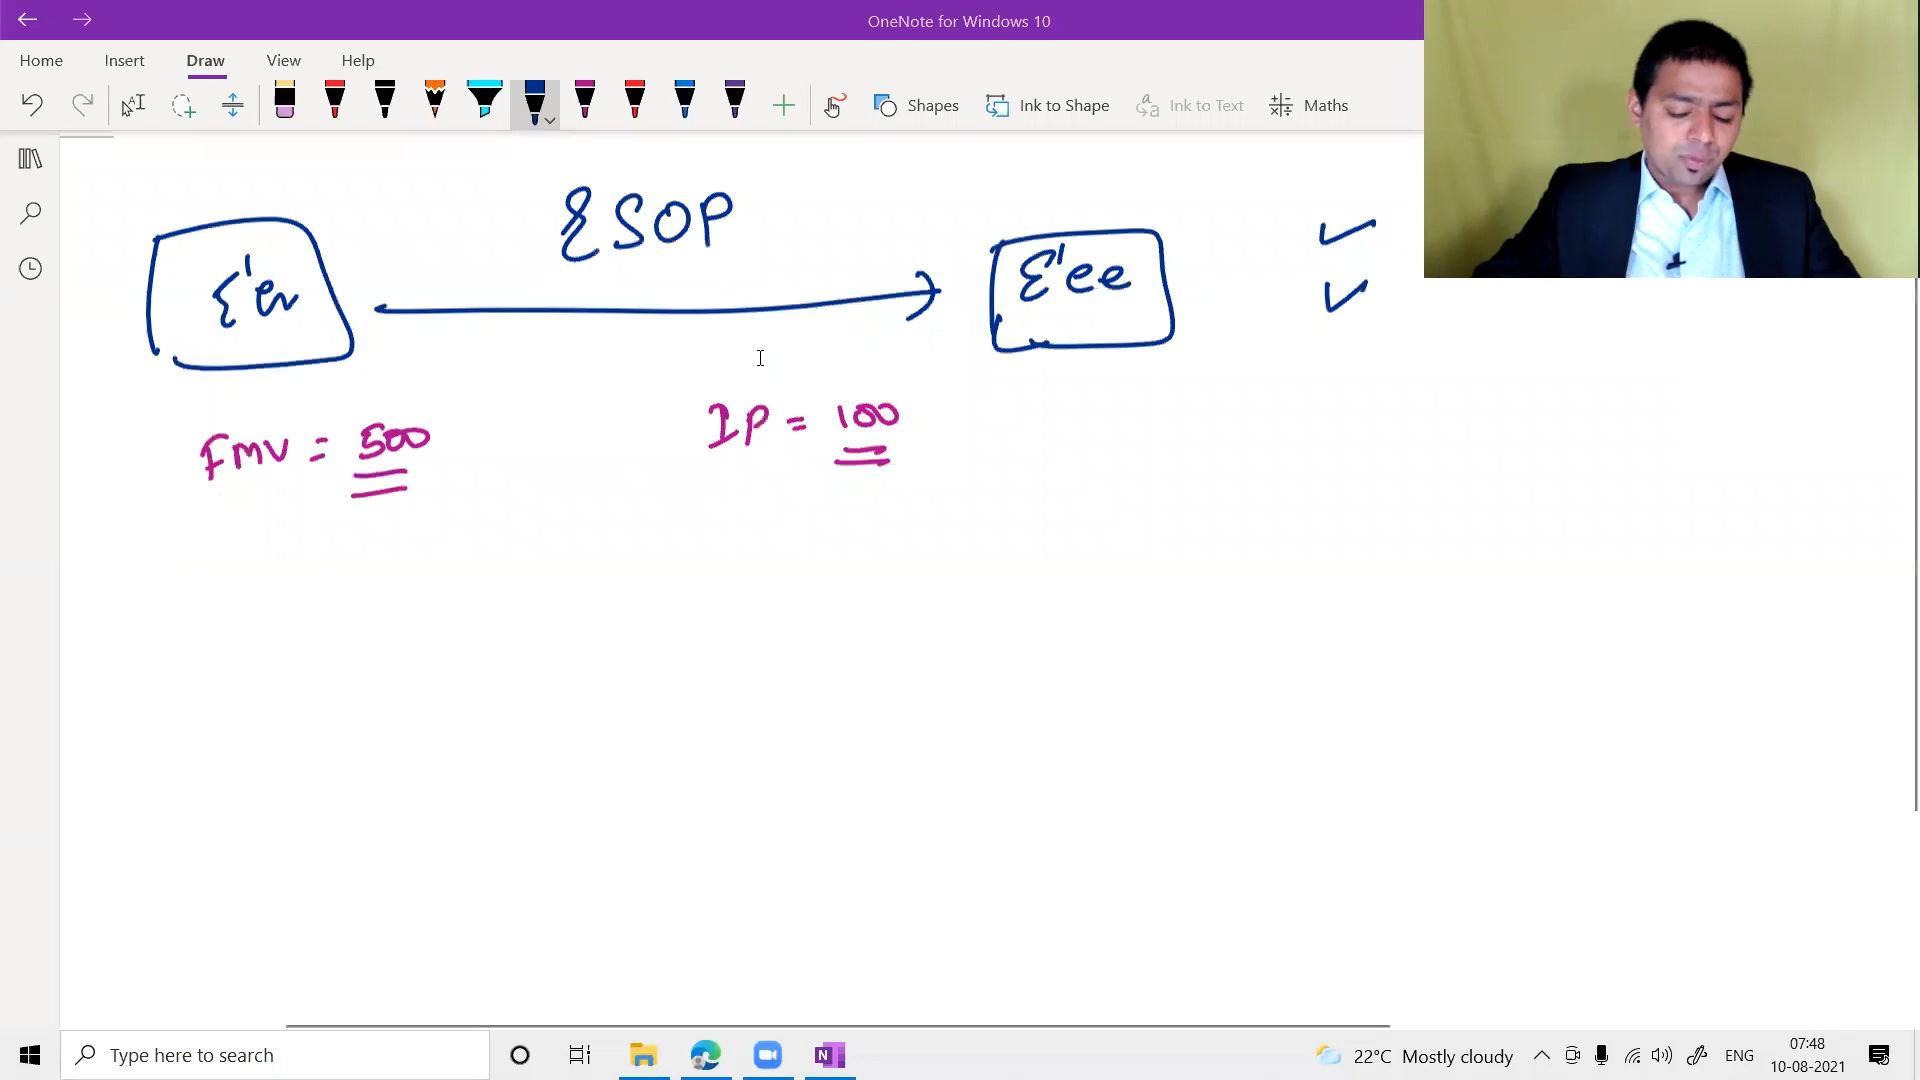 OneNote for Windows 10
Home Insert Draw View Help
Shapes Ink to Shape Ink to Text Maths
ESOP
E'er E'ee
FMV = 500 IP = 100
Type here to search
22°C Mostly cloudy ENG 07:48
10-08-2021